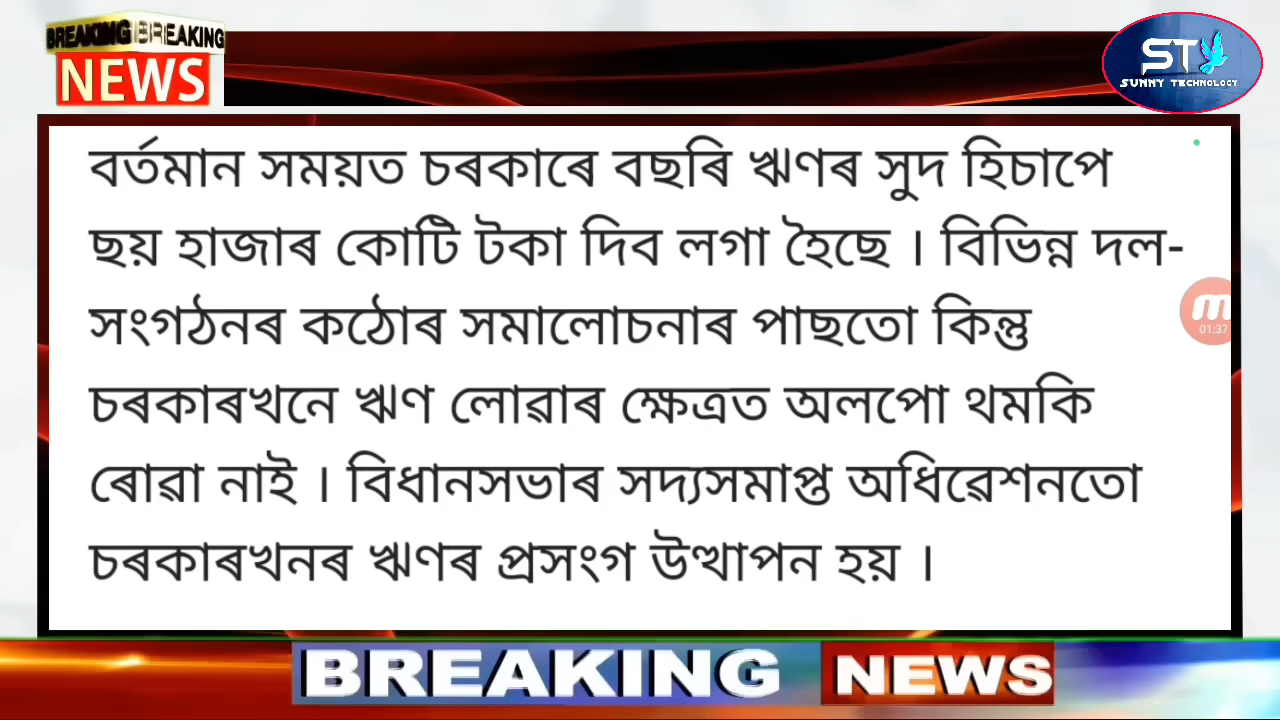 BREAKING BREAKING
NEWS
ST
SUNNY TECHNOLOGY
বৰ্তমান সময়ত চৰকাৰে বছৰি ঋণৰ সুদ হিচাপে
ছয় হাজাৰ কোটি টকা দিব লগা হৈছে । বিভিন্ন দল-
সংগঠনৰ কঠোৰ সমালোচনাৰ পাছতো কিন্তু
চৰকাৰখনে ঋণ লোৱাৰ ক্ষেত্ৰত অলপো থমকি
ৰোৱা নাই । বিধানসভাৰ সদ্যসমাপ্ত অধিৱেশনতো
চৰকাৰখনৰ ঋণৰ প্ৰসংগ উত্থাপন হয় ।
01:37
BREAKING NEWS